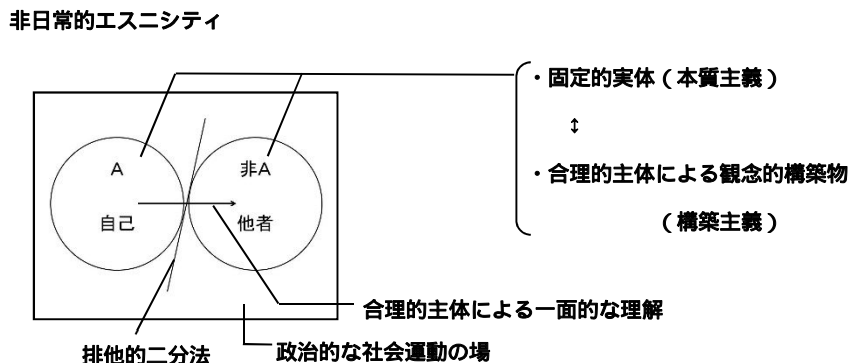 非日常的エスニシティ
・固定的実体(本質主義)
↕
・合理的主体による観念的構築物
(構築主義)
A
非A
自己
他者
合理的主体による一面的な理解
排他的二分法
政治的な社会運動の場